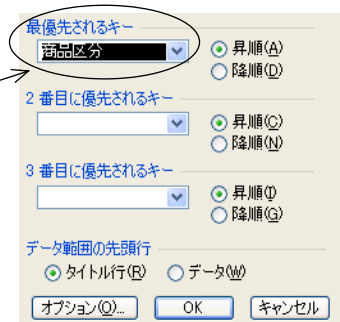 最優先されるキー
商品区分
昇順(A)
降順(D)
2 番目に優先されるキー
昇順(C)
降順(N)
3 番目に優先されるキー
昇順(I)
降順(G)
データ範囲の先頭行
タイトル行(R) データ(W)
オプション(O)... OK キャンセル